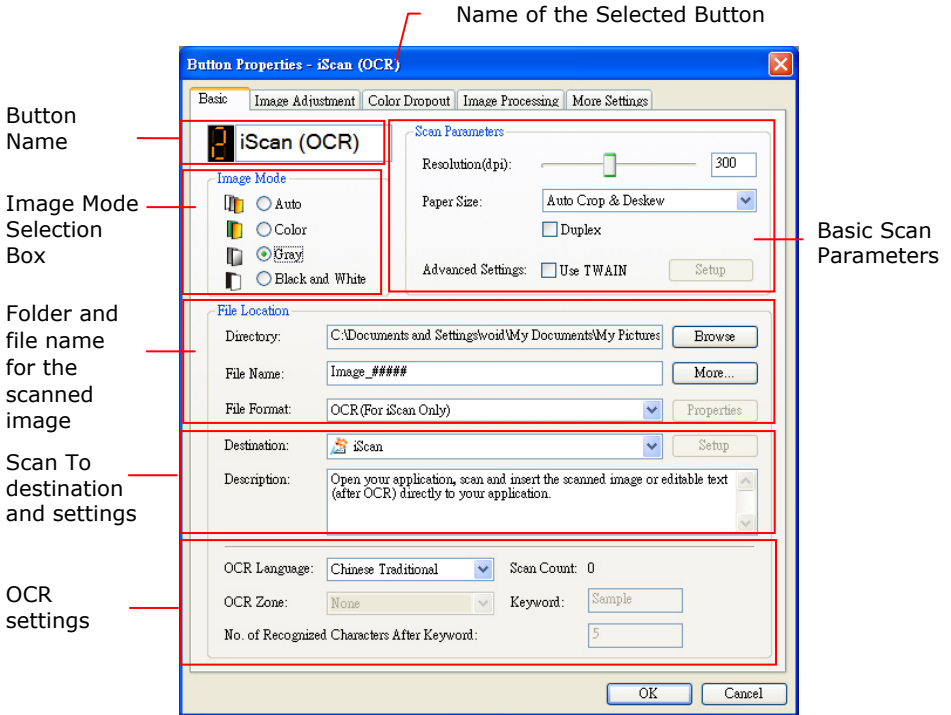 Name of the Selected Button
Button Properties - iScan (OCR)
Basic
Image Adjustment
Color Dropout
Image Processing
More Settings
Button
Name
2
iScan (OCR)
Scan Parameters
Resolution(dpi):
300
Paper Size:
Auto Crop & Deskew
Duplex
Advanced Settings:
Use TWAIN
Setup
Image Mode
Selection
Box
Image Mode
Auto
Color
Gray
Black and White
Basic Scan
Parameters
Folder and
file name
for the
scanned
image
File Location
Directory:
C:\Documents and Settings\void\My Documents\My Pictures
Browse
File Name:
Image_#####
More...
File Format:
OCR(For iScan Only)
Properties
Scan To
destination
and settings
Destination:
iScan
Setup
Description:
Open your application, scan and insert the scanned image or editable text
(after OCR) directly to your application.
OCR
settings
OCR Language:
Chinese Traditional
Scan Count: 0
OCR Zone:
None
Keyword:
Sample
No. of Recognized Characters After Keyword:
5
OK
Cancel